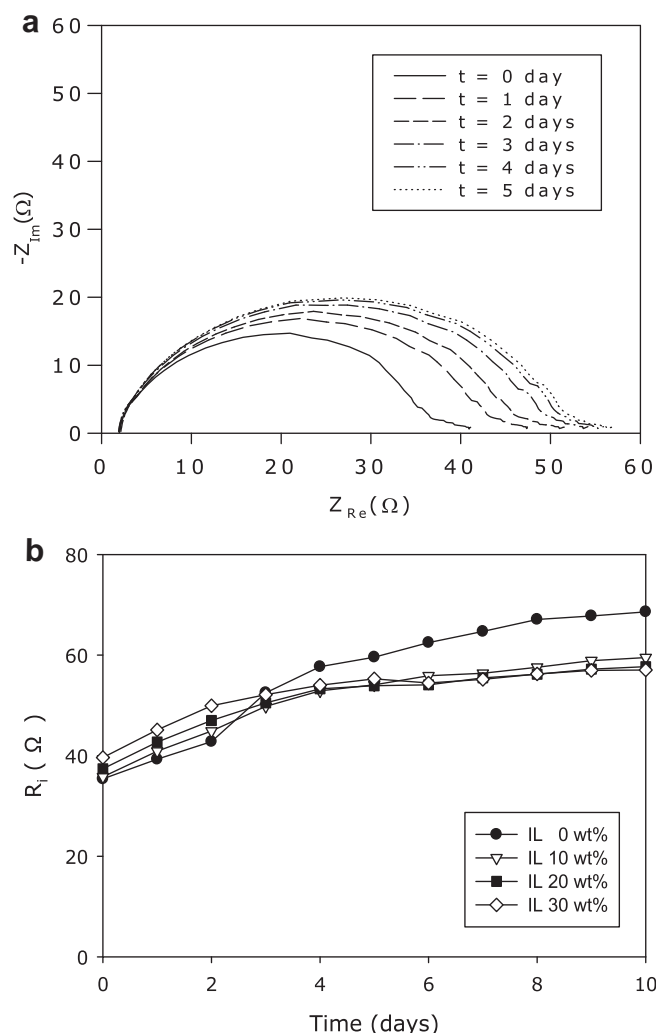 a
60
50
40
30
20
10
0
-Z_Im(Ω)
t = 0 day
t = 1 day
t = 2 days
t = 3 days
t = 4 days
t = 5 days
0 10 20 30 40 50 60
Z_Re(Ω)
b
80
60
40
20
0
R_i ( Ω )
IL 0 wt%
IL 10 wt%
IL 20 wt%
IL 30 wt%
0 2 4 6 8 10
Time (days)